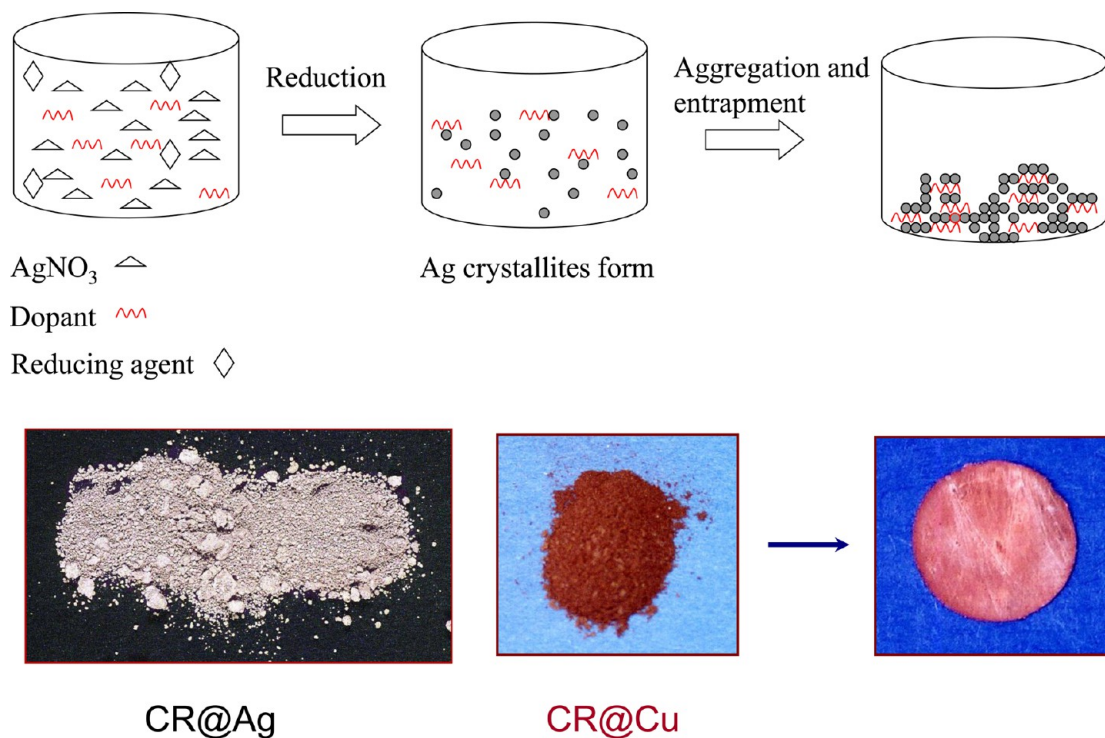 Reduction
Aggregation and
entrapment
AgNO₃
Ag crystallites form
Dopant
Reducing agent
CR@Ag
CR@Cu